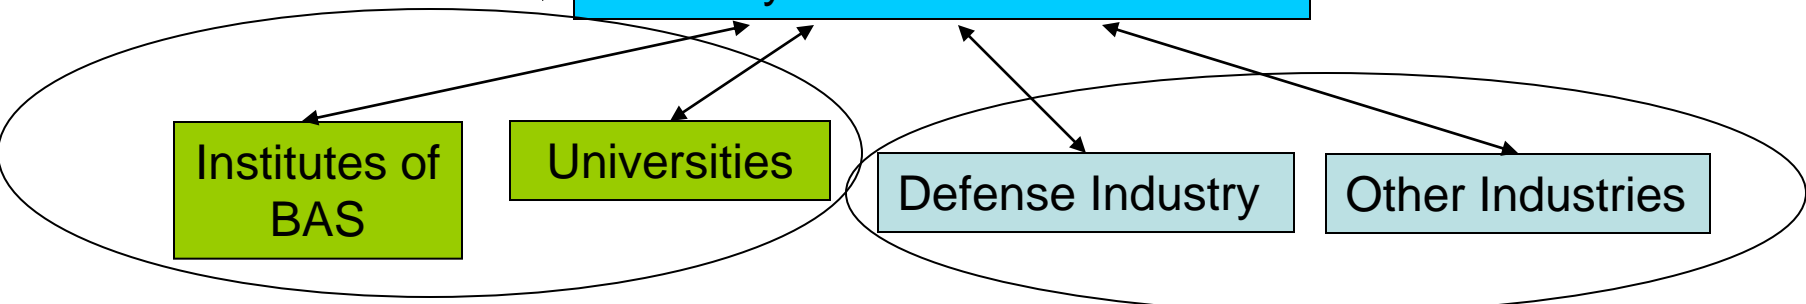 Institutes of
BAS
Universities
Defense Industry
Other Industries